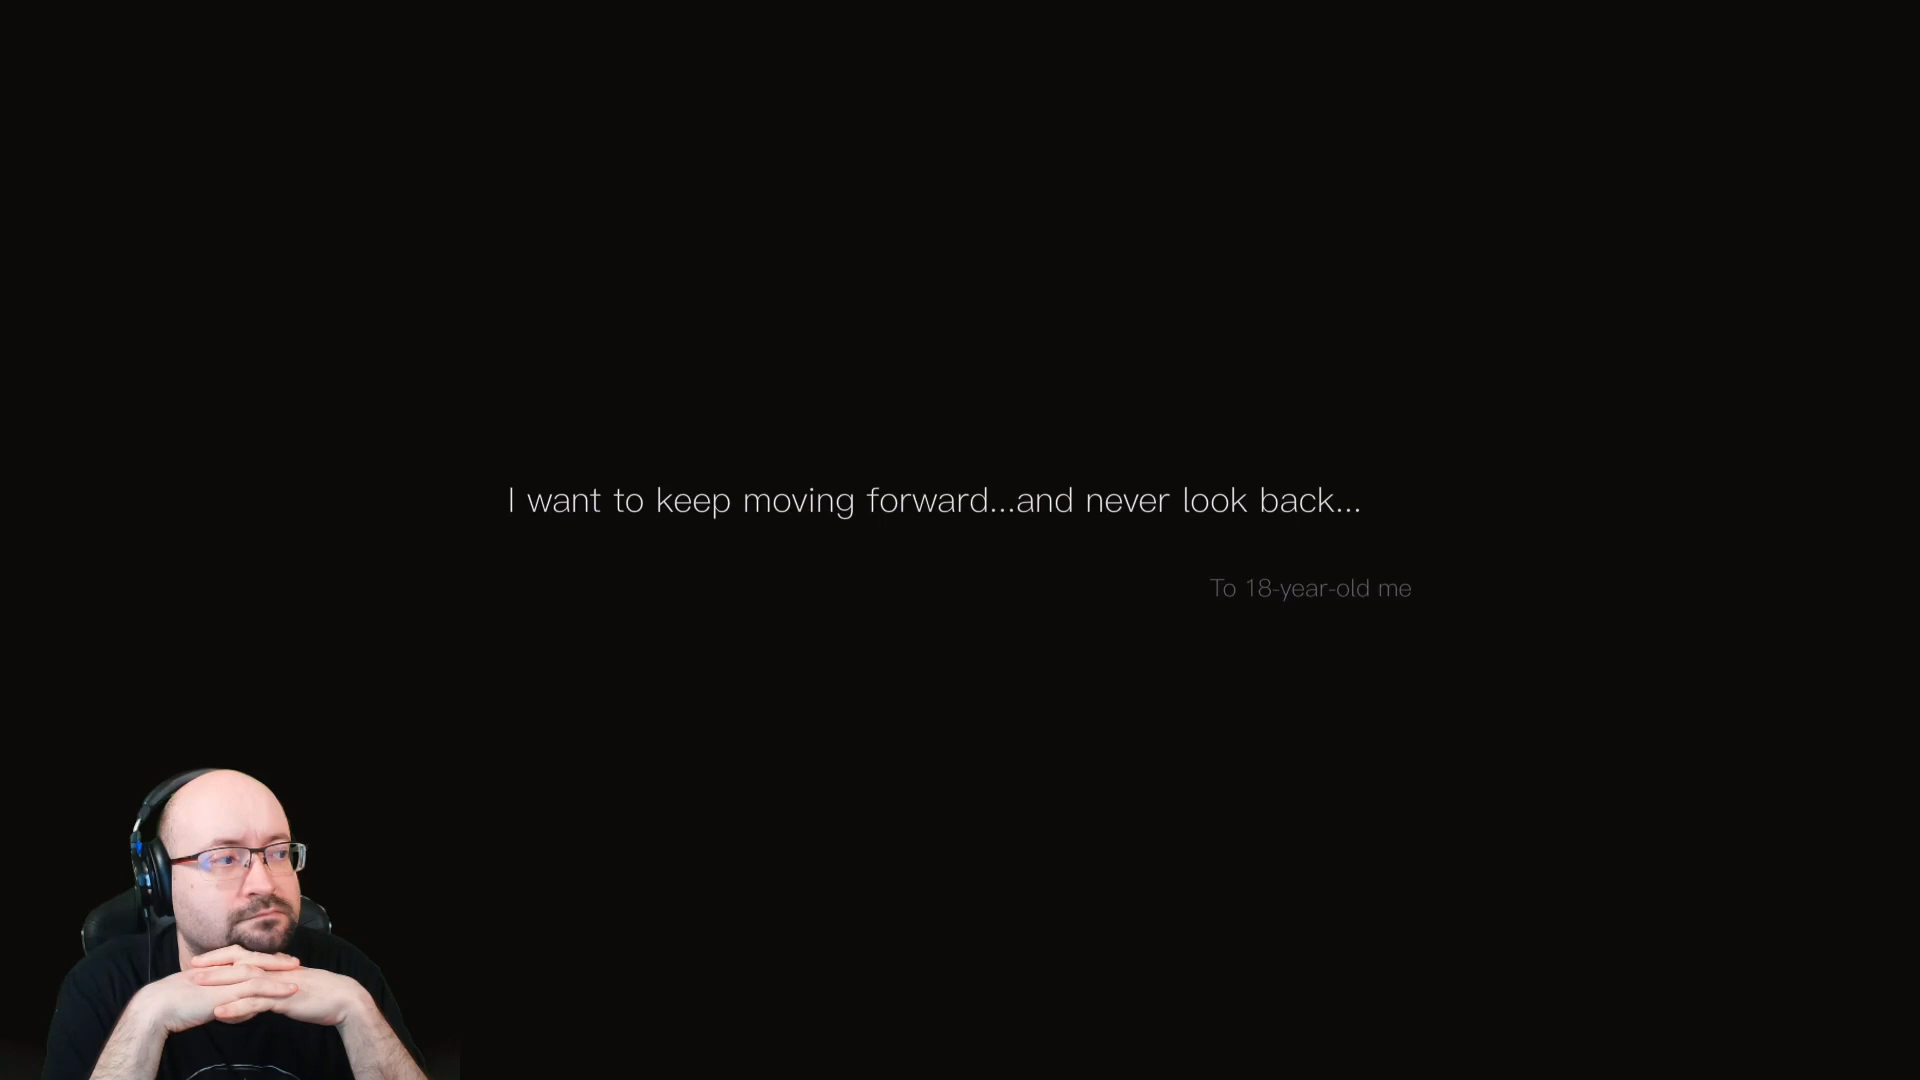 I want to keep moving forward...and never look back...
To 18-year-old me